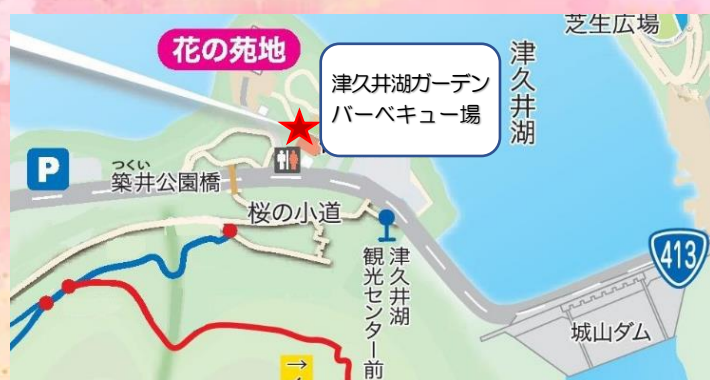 芝生広場
花の苑地
津久井湖ガーデン
バーベキュー場
津久井湖
P
つくい
築井公園橋
桜の小道
津久井湖
観光センター前
413
城山ダム
→